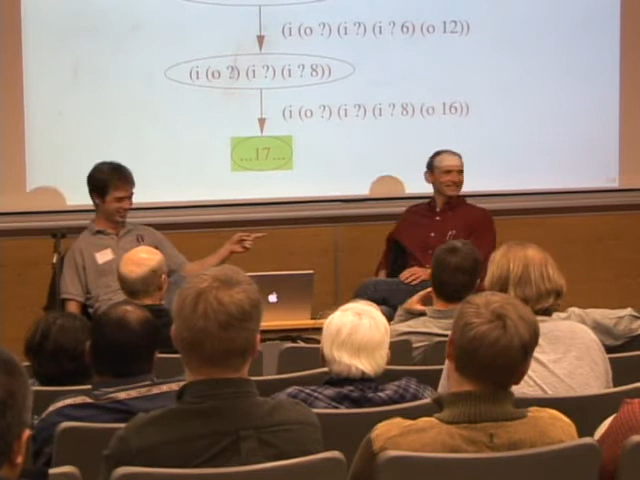 (i (o ?) (i ?) (i ? 6) (o 12))
(i (o ?) (i ?) (i ? 8))
(i (o ?) (i ?) (i ? 8) (o 16))
...17...